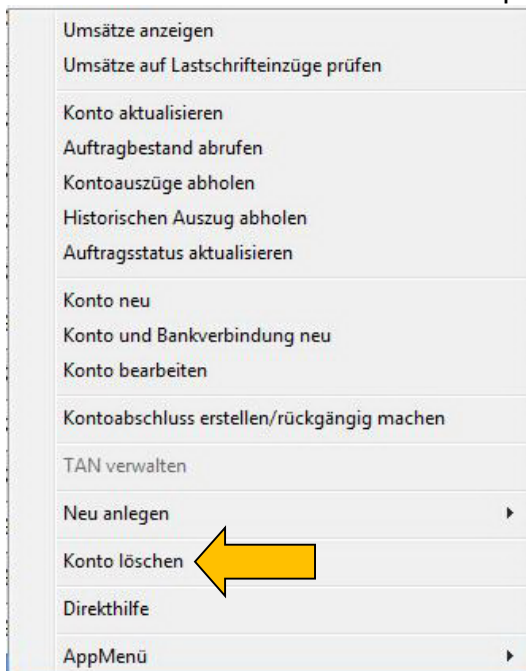 Umsätze anzeigen
Umsätze auf Lastschrifteinzüge prüfen
Konto aktualisieren
Auftragbestand abrufen
Kontoauszüge abholen
Historischen Auszug abholen
Auftragsstatus aktualisieren
Konto neu
Konto und Bankverbindung neu
Konto bearbeiten
Kontoabschluss erstellen/rückgängig machen
TAN verwalten
Neu anlegen
Konto löschen
Direkthilfe
AppMenü